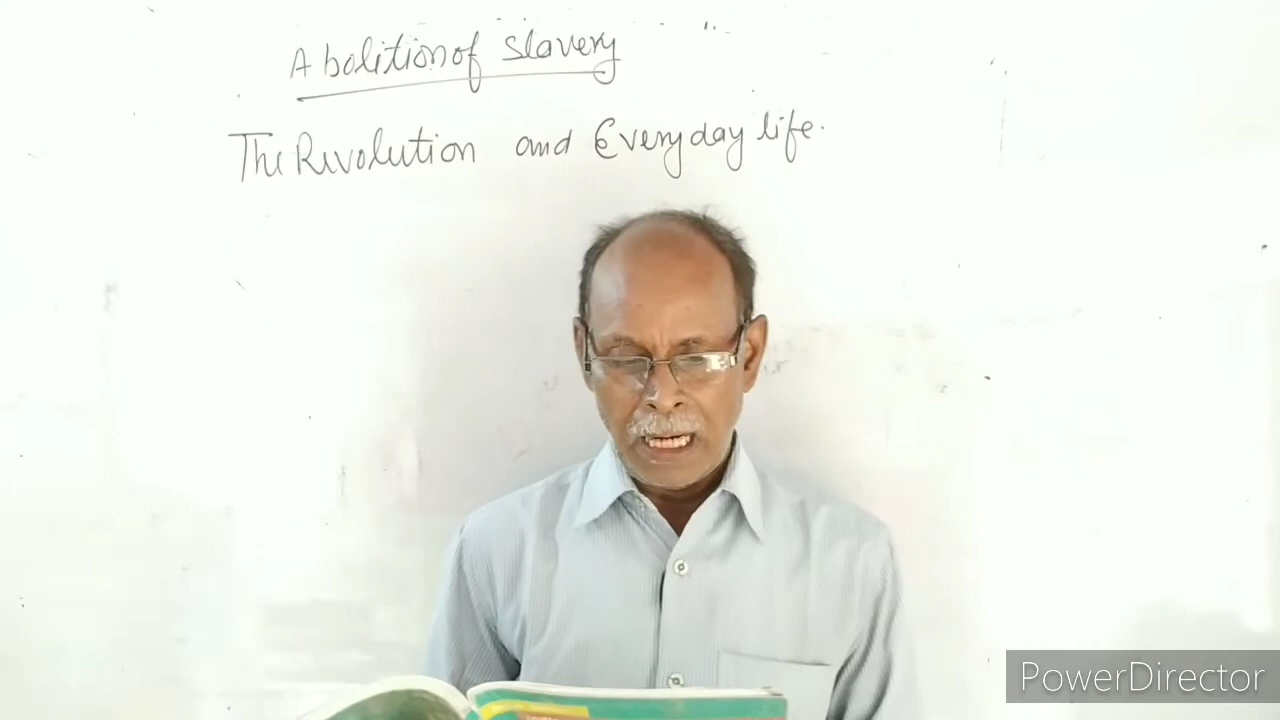 Abolition of Slavery
The Revolution and Everyday life.
PowerDirector